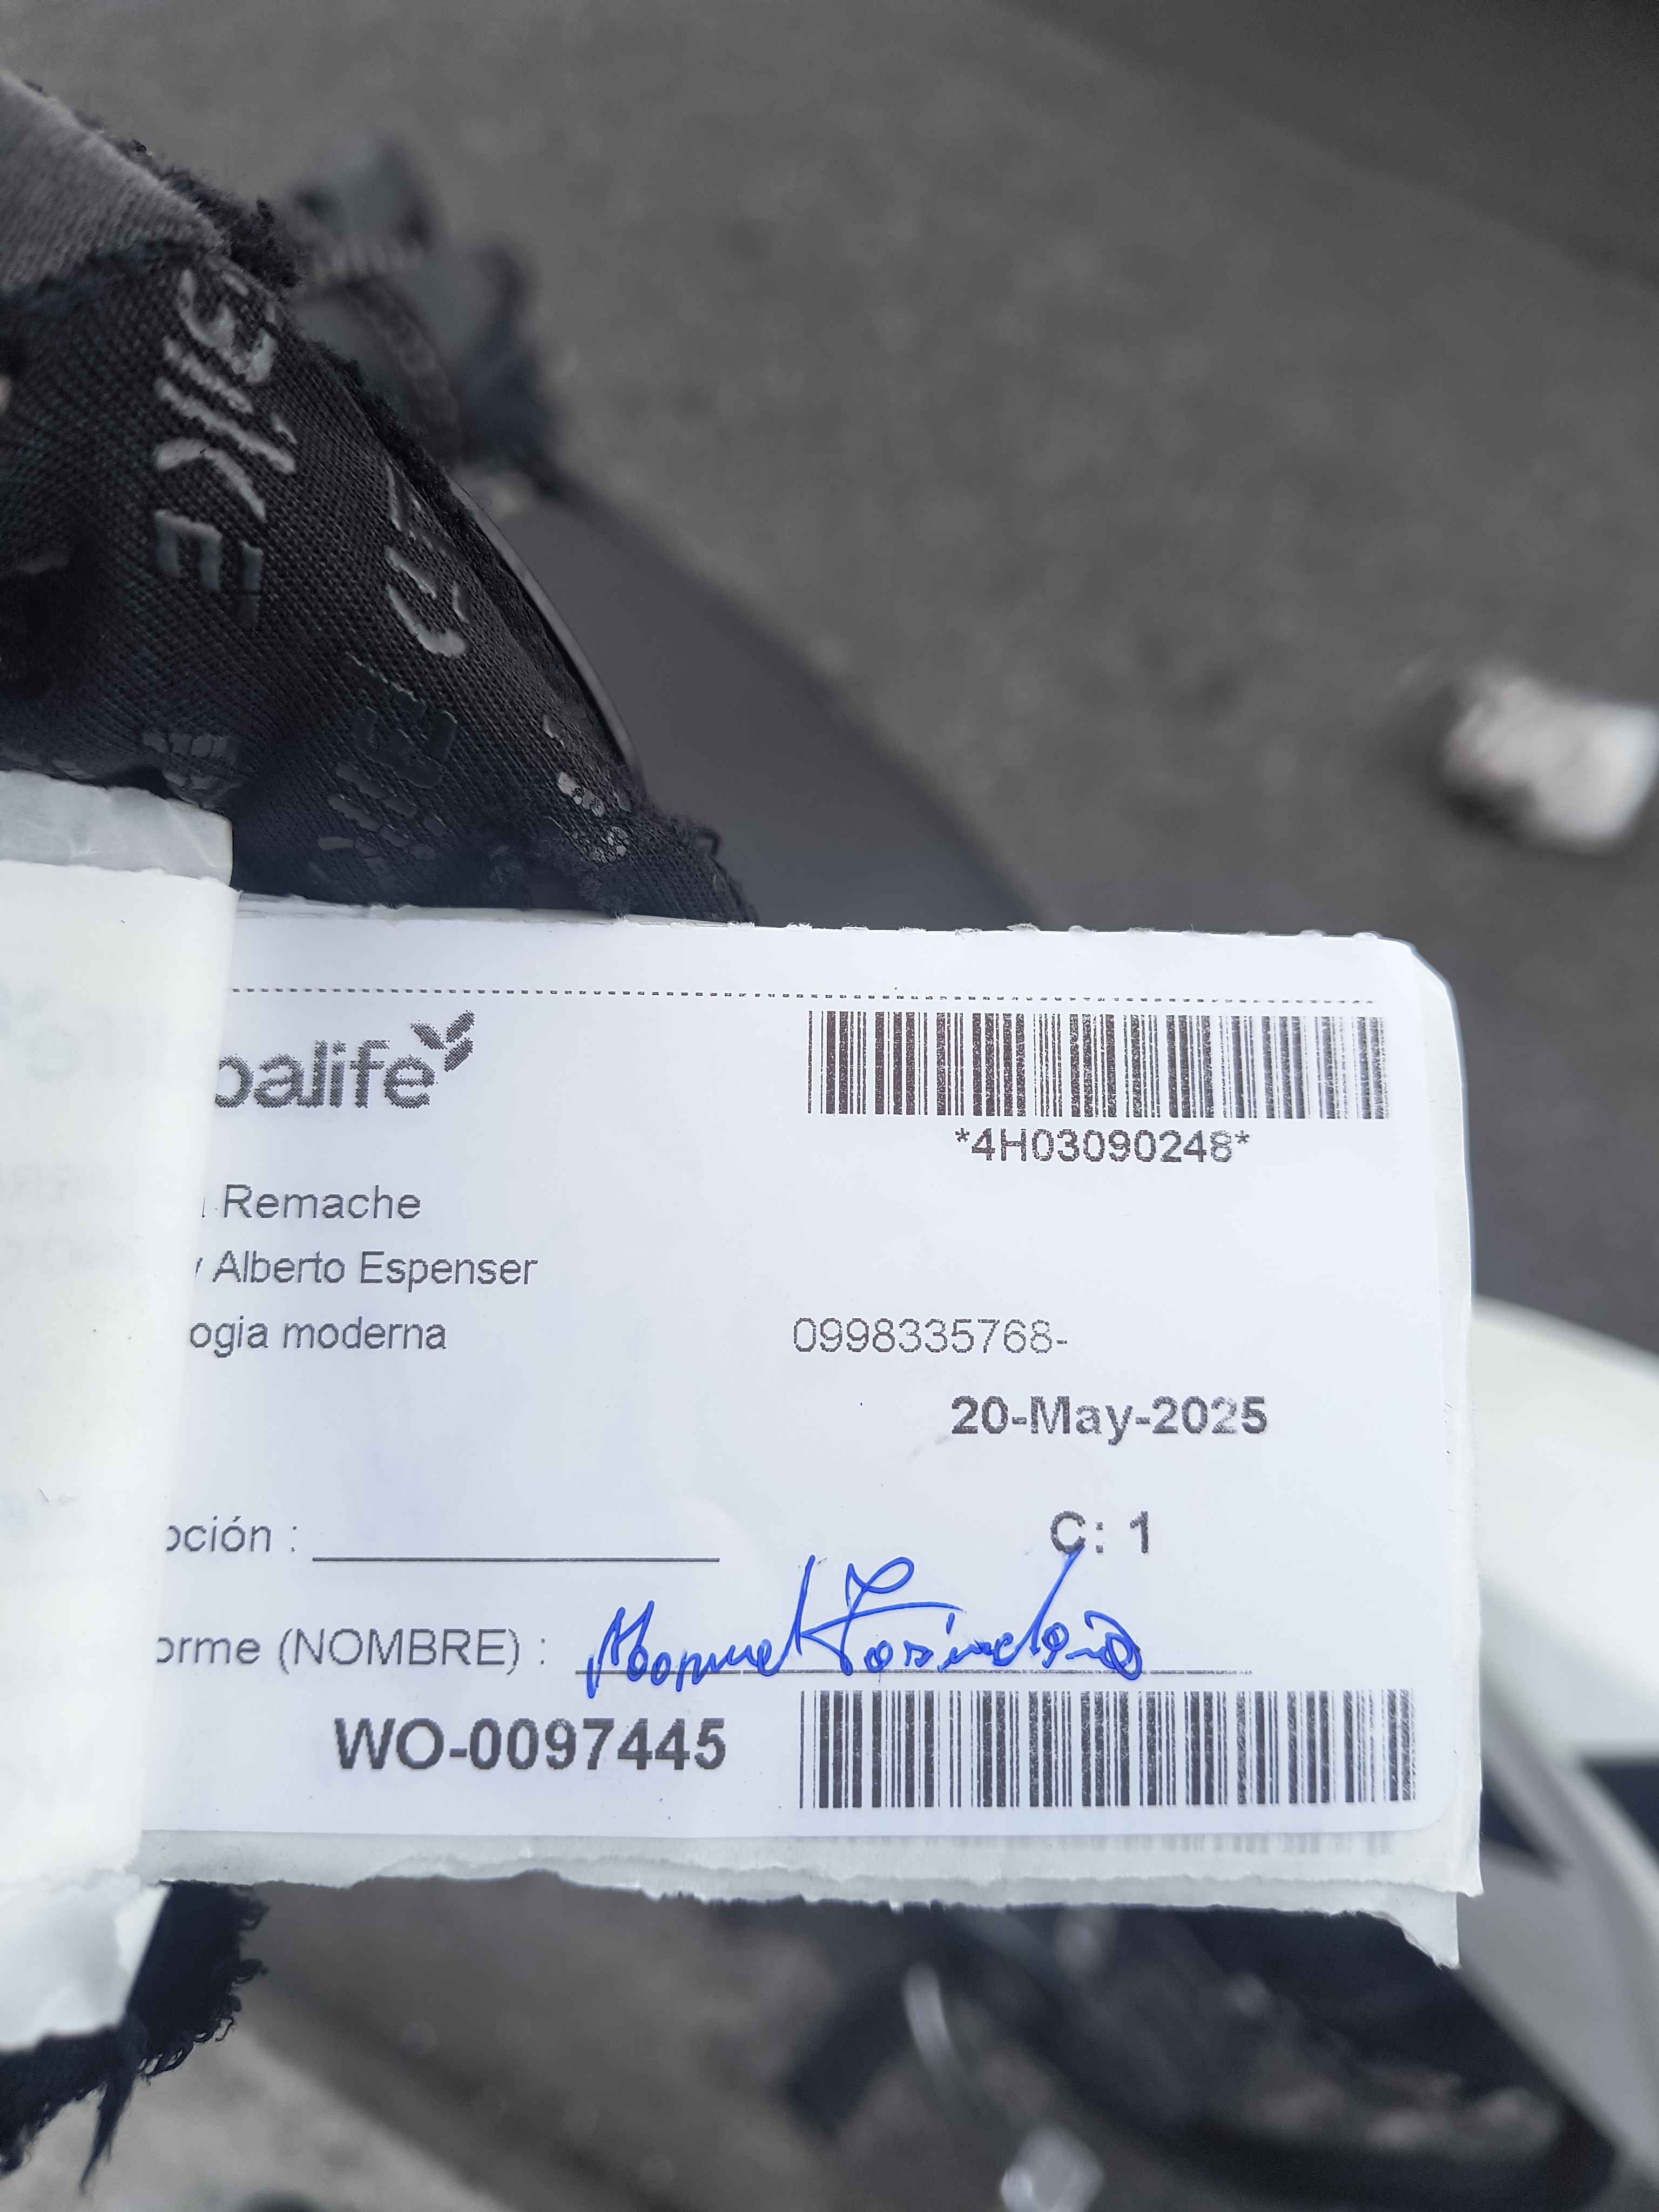 balife
*4H03090248*
Remache
y Alberto Espenser
ogia moderna
0998335768-
20-May-2025
pción :
C: 1
orme (NOMBRE) :
WO-0097445